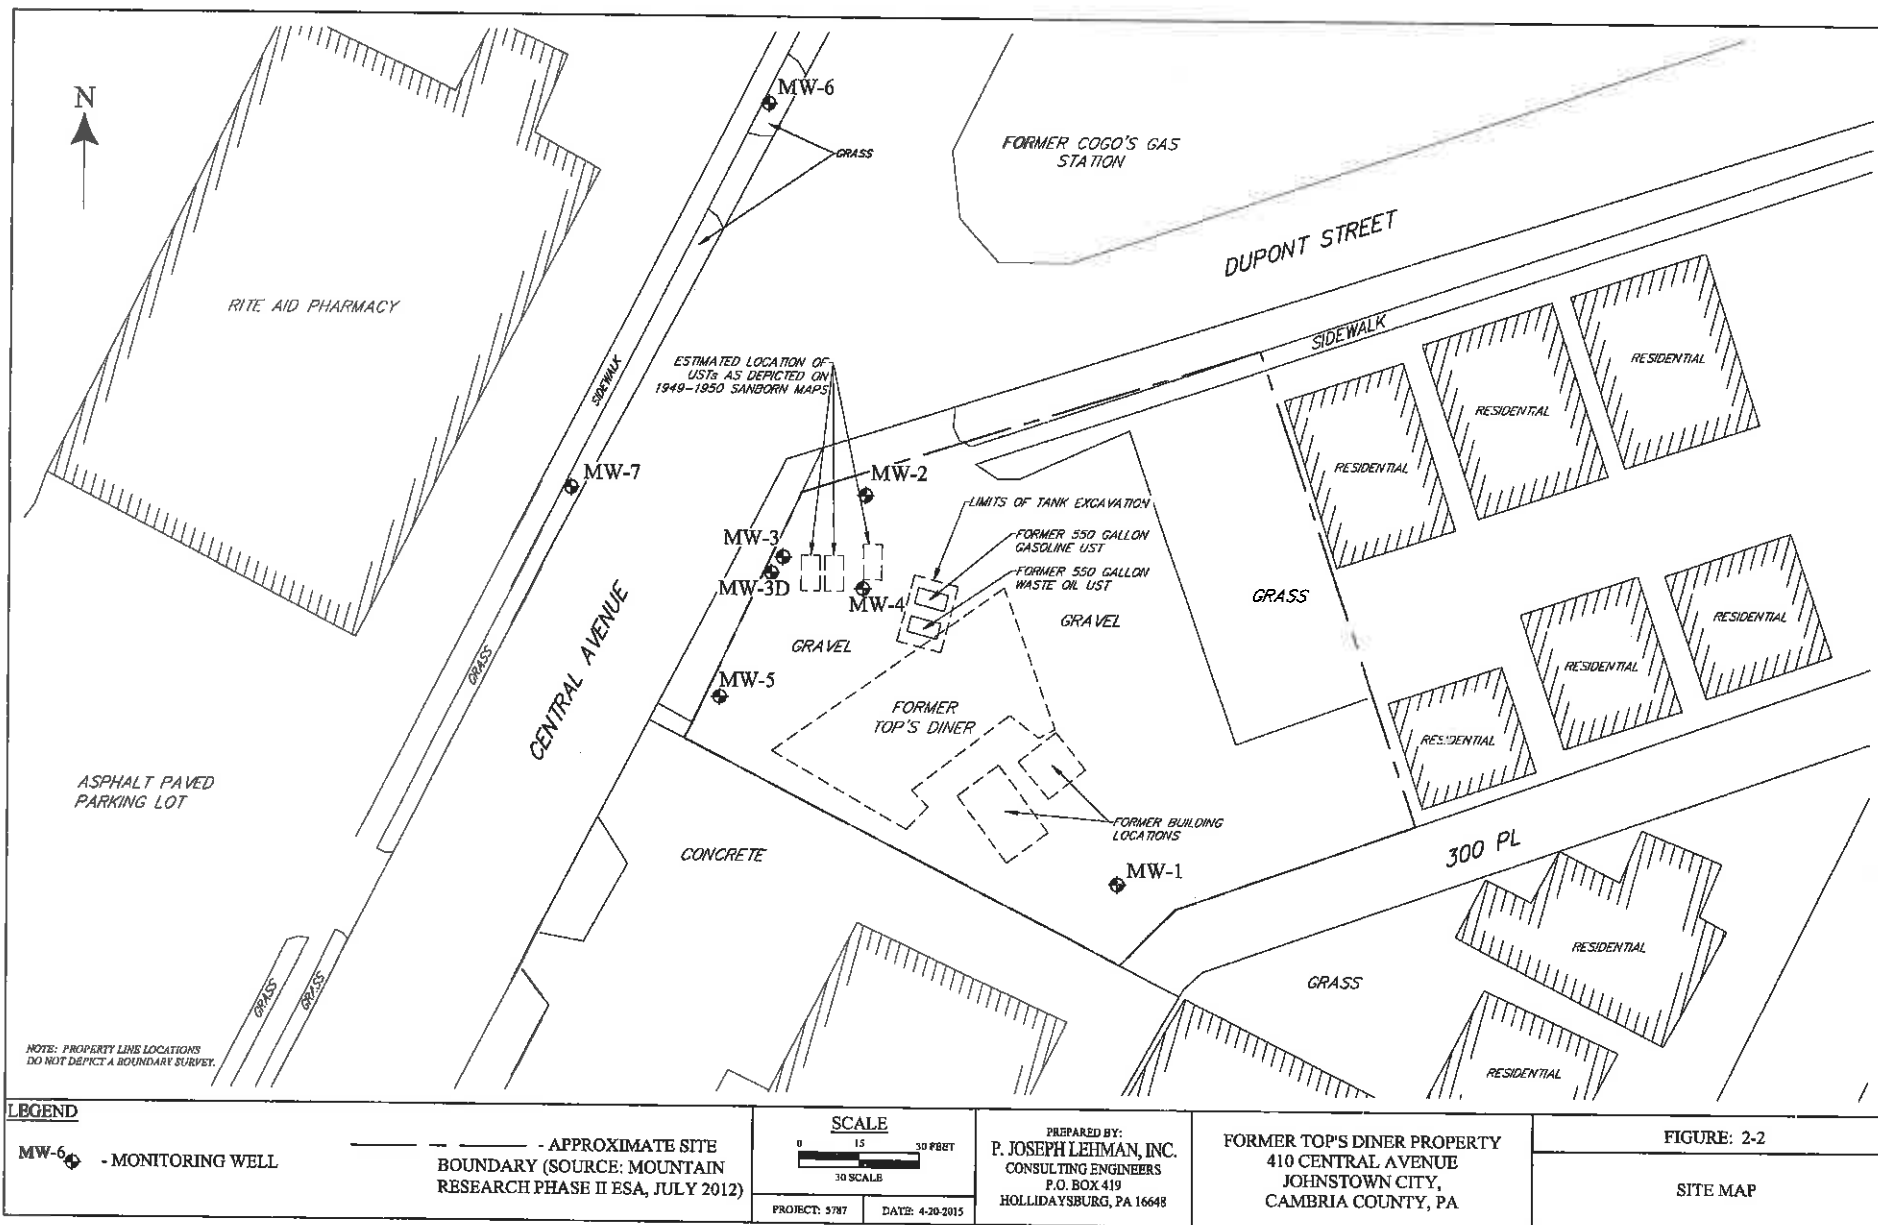 N
MW-6
GRASS
FORMER COGO'S GAS
STATION
DUPONT STREET
RITE AID PHARMACY
SIDEWALK
SIDEWALK
RESIDENTIAL
RESIDENTIAL
RESIDENTIAL
ESTIMATED LOCATION OF
USTs AS DEPICTED ON
1949-1950 SANBORN MAPS
MW-7
MW-2
LIMITS OF TANK EXCAVATION
FORMER 550 GALLON
GASOLINE UST
FORMER 550 GALLON
WASTE OIL UST
MW-3
MW-3D
MW-4
GRAVEL
GRAVEL
GRASS
RESIDENTIAL
RESIDENTIAL
RESIDENTIAL
GRASS
CENTRAL AVENUE
MW-5
FORMER
TOP'S DINER
ASPHALT PAVED
PARKING LOT
CONCRETE
FORMER BUILDING
LOCATIONS
300 PL
MW-1
RESIDENTIAL
GRASS
GRASS
GRASS
RESIDENTIAL
NOTE: PROPERTY LINE LOCATIONS
DO NOT DEPICT A BOUNDARY SURVEY.
LEGEND
MW-6 - MONITORING WELL
- APPROXIMATE SITE
BOUNDARY (SOURCE: MOUNTAIN
RESEARCH PHASE II ESA, JULY 2012)
SCALE
0 15 30 FEET
30 SCALE
PROJECT: 5787 DATE: 4-20-2015
PREPARED BY:
P. JOSEPH LEHMAN, INC.
CONSULTING ENGINEERS
P.O. BOX 419
HOLLIDAYSBURG, PA 16648
FORMER TOP'S DINER PROPERTY
410 CENTRAL AVENUE
JOHNSTOWN CITY,
CAMBRIA COUNTY, PA
FIGURE: 2-2
SITE MAP